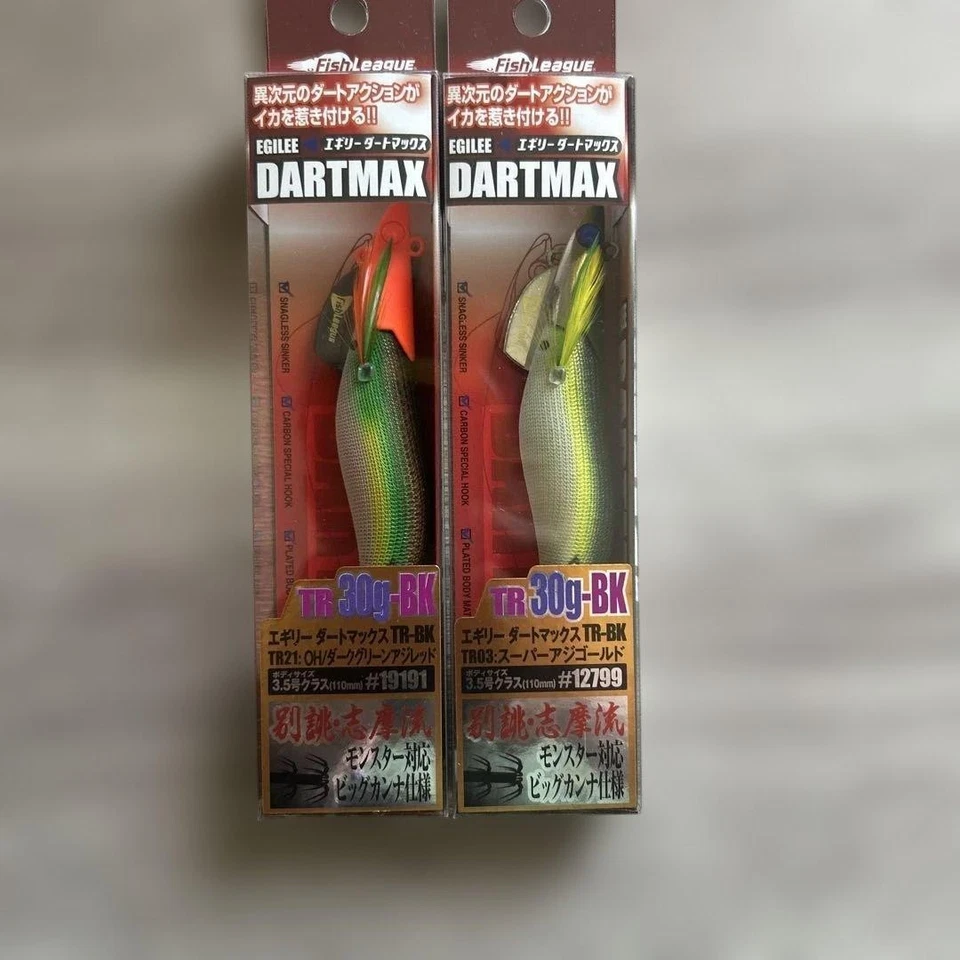 FishLeague
異次元のダートアクションが
イカを惹き付ける!!
EGILEE エギリーダートマックス
DARTMAX
FishLeague
SNAGLESS SINKER
CARBON SPECIAL HOOK
PLATED BODY
TR 30g-BK
エギリー ダートマックス TR-BK
TR21: OH/ダークグリーンアジレッド
ボディサイズ
3.5号クラス(110mm) #19191
別誂・志摩流
モンスター対応
ビッグカンナ仕様
FishLeague
異次元のダートアクションが
イカを惹き付ける!!
EGILEE エギリーダートマックス
DARTMAX
SNAGLESS SINKER
CARBON SPECIAL HOOK
PLATED BODY MAT
TR 30g-BK
エギリー ダートマックス TR-BK
TR03: スーパーアジゴールド
ボディサイズ
3.5号クラス(110mm) #12799
別誂・志摩流
モンスター対応
ビッグカンナ仕様